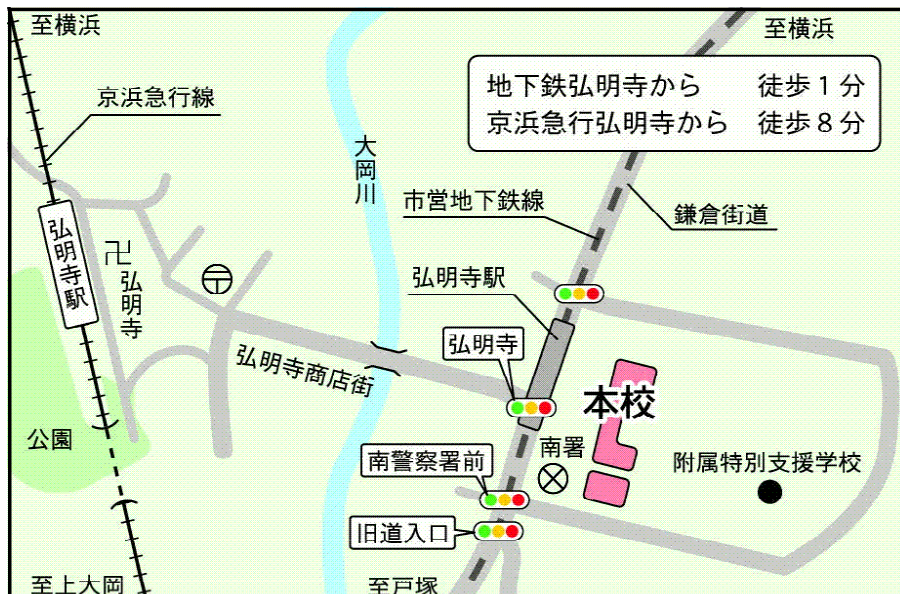 至横浜
至横浜
地下鉄弘明寺から 徒歩1分
京浜急行弘明寺から 徒歩8分
京浜急行線
大岡川
市営地下鉄線
鎌倉街道
弘明寺駅
卍弘明寺
弘明寺駅
弘明寺
弘明寺商店街
本校
公園
南警察署前
南署
附属特別支援学校
旧道入口
至上大岡
至戸塚